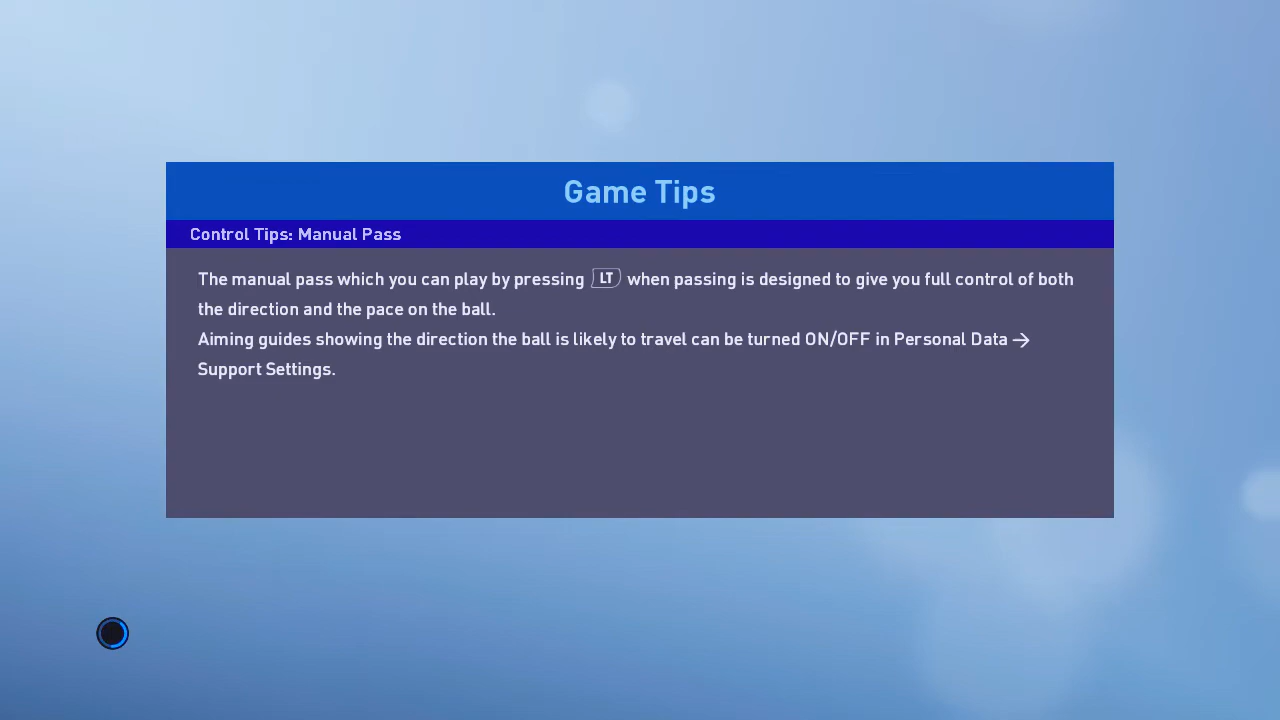 Game Tips
Control Tips: Manual Pass
The manual pass which you can play by pressing LT when passing is designed to give you full control of both
the direction and the pace on the ball.
Aiming guides showing the direction the ball is likely to travel can be turned ON/OFF in Personal Data →
Support Settings.